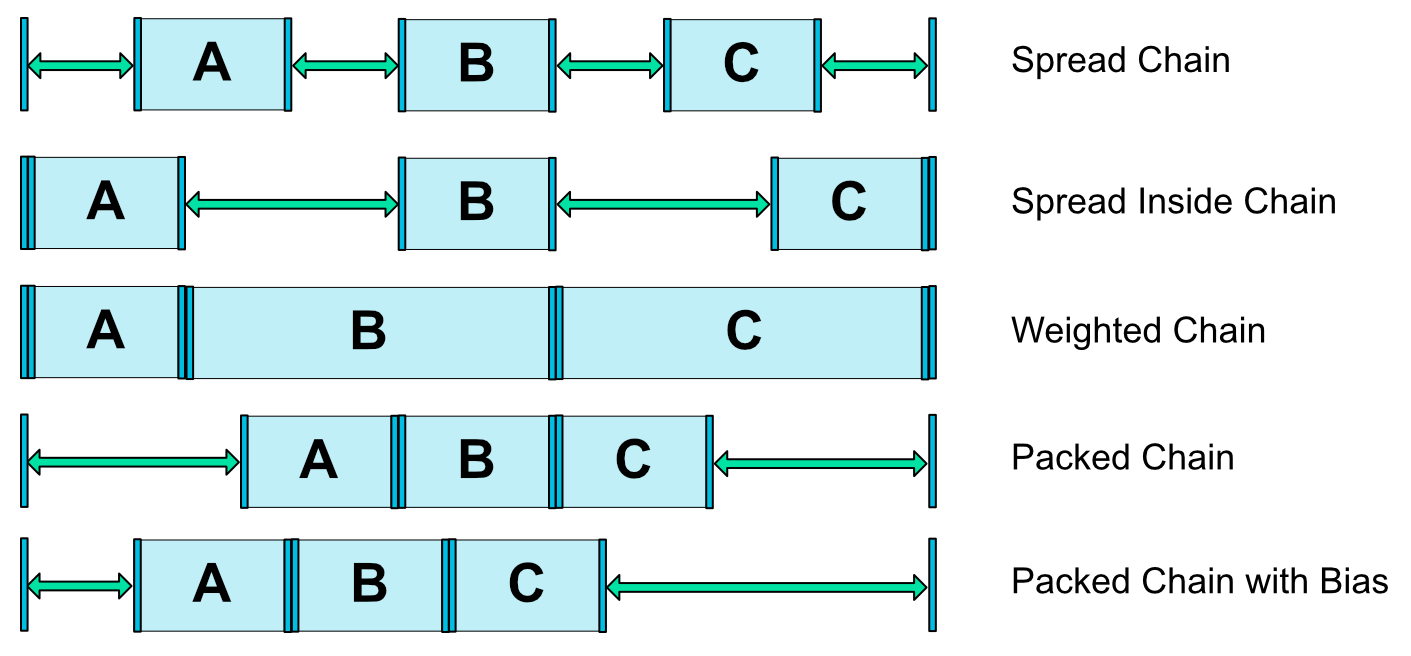 A B C Spread Chain
A B C Spread Inside Chain
A B C Weighted Chain
A B C Packed Chain
A B C Packed Chain with Bias